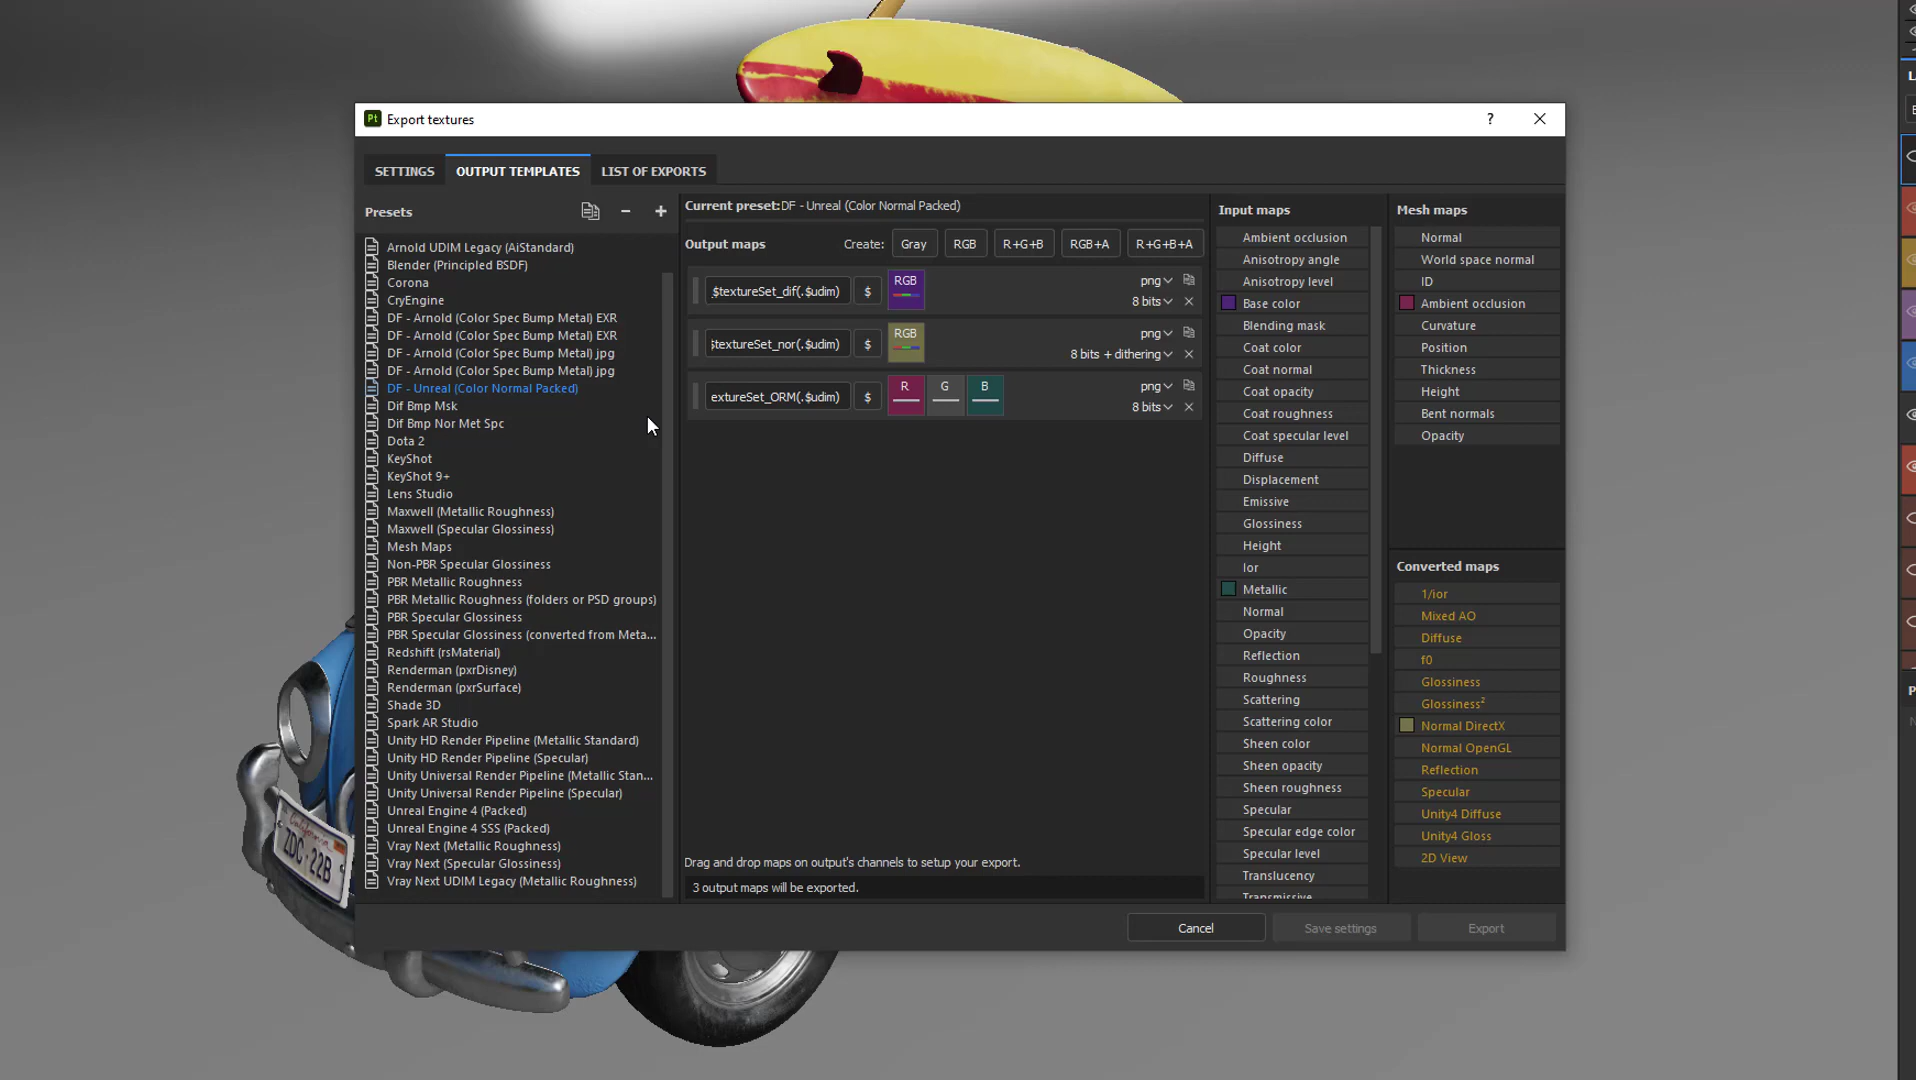 Pt Export textures ?
SETTINGS OUTPUT TEMPLATES LIST OF EXPORTS
Presets
Arnold UDIM Legacy (AiStandard)
Blender (Principled BSDF)
Corona
CryEngine
DF - Arnold (Color Spec Bump Metal) EXR
DF - Arnold (Color Spec Bump Metal) EXR
DF - Arnold (Color Spec Bump Metal) jpg
DF - Arnold (Color Spec Bump Metal) jpg
DF - Unreal (Color Normal Packed)
Dif Bmp Msk
Dif Bmp Nor Met Spc
Dota 2
KeyShot
KeyShot 9+
Lens Studio
Maxwell (Metallic Roughness)
Maxwell (Specular Glossiness)
Mesh Maps
Non-PBR Specular Glossiness
PBR Metallic Roughness
PBR Metallic Roughness (folders or PSD groups)
PBR Specular Glossiness
PBR Specular Glossiness (converted from Meta...
Redshift (rsMaterial)
Renderman (pxrDisney)
Renderman (pxrSurface)
Shade 3D
Spark AR Studio
Unity HD Render Pipeline (Metallic Standard)
Unity HD Render Pipeline (Specular)
Unity Universal Render Pipeline (Metallic Stan...
Unity Universal Render Pipeline (Specular)
Unreal Engine 4 (Packed)
Unreal Engine 4 SSS (Packed)
Vray Next (Metallic Roughness)
Vray Next (Specular Glossiness)
Vray Next UDIM Legacy (Metallic Roughness)
Current preset:DF - Unreal (Color Normal Packed)
Output maps Create: Gray RGB R+G+B RGB+A R+G+B+A
$textureSet_dif(.$udim) $ RGB png
8 bits
$textureSet_nor(.$udim) $ RGB png
8 bits + dithering
extureSet_ORM(.$udim) $ R G B png
8 bits
Drag and drop maps on output's channels to setup your export.
3 output maps will be exported.
Input maps
Ambient occlusion
Anisotropy angle
Anisotropy level
Base color
Blending mask
Coat color
Coat normal
Coat opacity
Coat roughness
Coat specular level
Diffuse
Displacement
Emissive
Glossiness
Height
Ior
Metallic
Normal
Opacity
Reflection
Roughness
Scattering
Scattering color
Sheen color
Sheen opacity
Sheen roughness
Specular
Specular edge color
Specular level
Translucency
Transmissive
Mesh maps
Normal
World space normal
ID
Ambient occlusion
Curvature
Position
Thickness
Height
Bent normals
Opacity
Converted maps
1/ior
Mixed AO
Diffuse
f0
Glossiness
Glossiness²
Normal DirectX
Normal OpenGL
Reflection
Specular
Unity4 Diffuse
Unity4 Gloss
2D View
Cancel Save settings Export
California
ZDC 22B